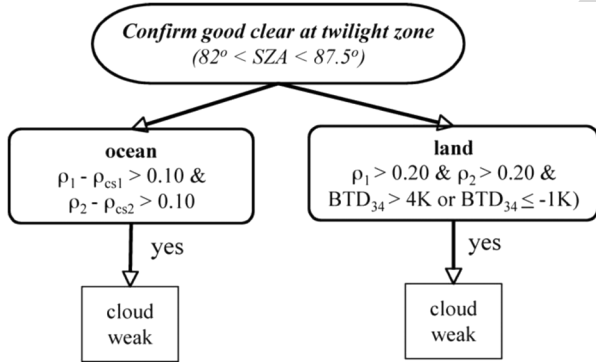 Confirm good clear at twilight zone
(82° < SZA < 87.5°)
ocean
ρ₁ - ρcs1 > 0.10 &
ρ₂ - ρcs2 > 0.10
land
ρ₁ > 0.20 & ρ₂ > 0.20 &
BTD₃₄ > 4K or BTD₃₄ ≤ -1K)
yes
yes
cloud
weak
cloud
weak